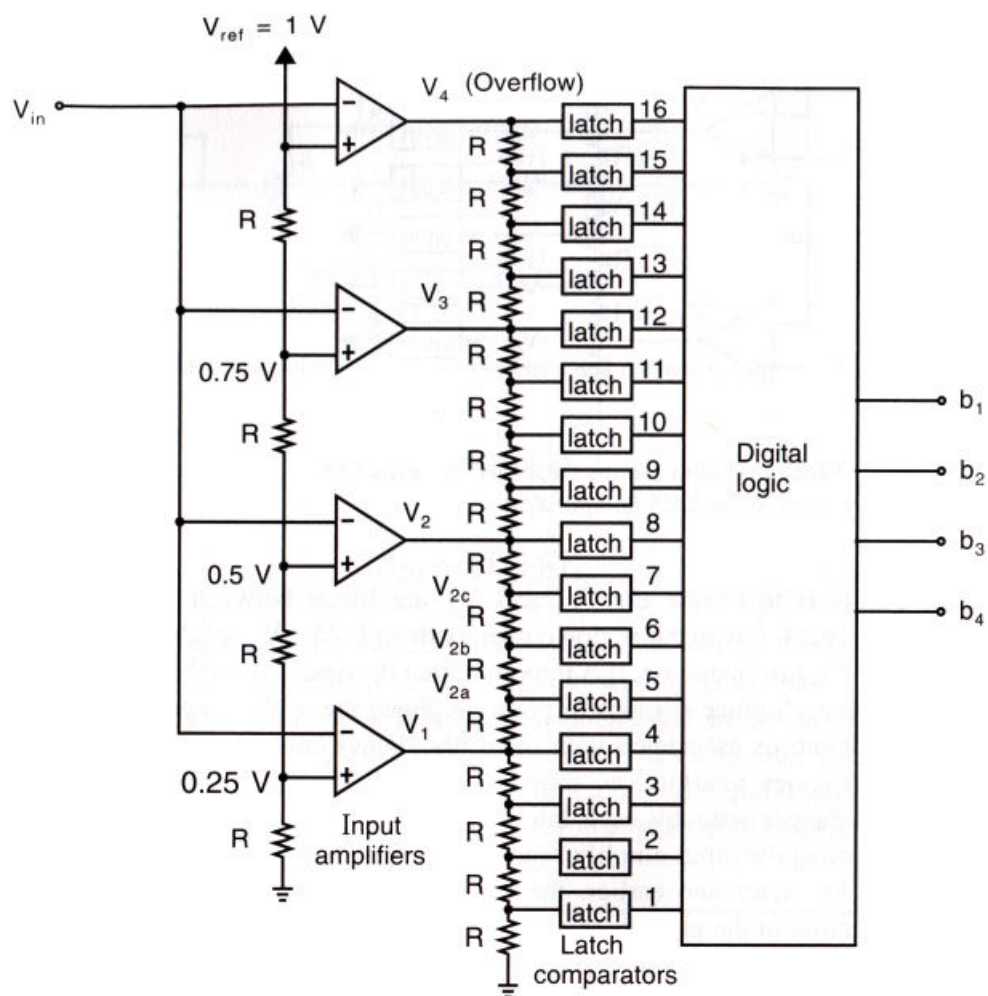 V_ref = 1 V
V_in
V_4 (Overflow)
latch 16
R
latch 15
R
R
latch 14
R
latch 13
V_3
R
latch 12
0.75 V
R
latch 11
R
R
latch 10
b_1
R
latch 9
Digital
logic
b_2
R
V_2
latch 8
b_3
0.5 V
R
V_2c
latch 7
R
b_4
V_2b
latch 6
R
R
V_2a
latch 5
R
V_1
latch 4
0.25 V
R
latch 3
R
Input
amplifiers
R
latch 2
R
latch 1
R
Latch
comparators